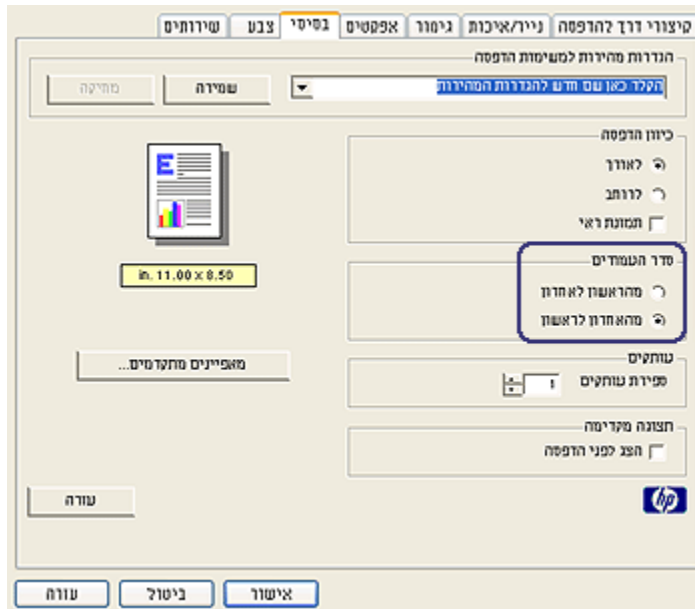 קיצורי דרך להדפסה נייר/איכות גימור אפקטים בסיסי צבע שירותים
הגדרות מהירות למשימות הדפסה
הקלד כאן שם חדש להגדרות המהירות שמירה מחיקה
כיוון הדפסה
לאורך
לרוחב
תמונת ראי
E
in. 11.00 x 8.50
סדר העמודים
מהראשון לאחרון
מהאחרון לראשון
מאפיינים מתקדמים...
עותקים
ספירת עותקים 1
תצוגה מקדימה
הצג לפני הדפסה
hp
עזרה
אישור ביטול עזרה